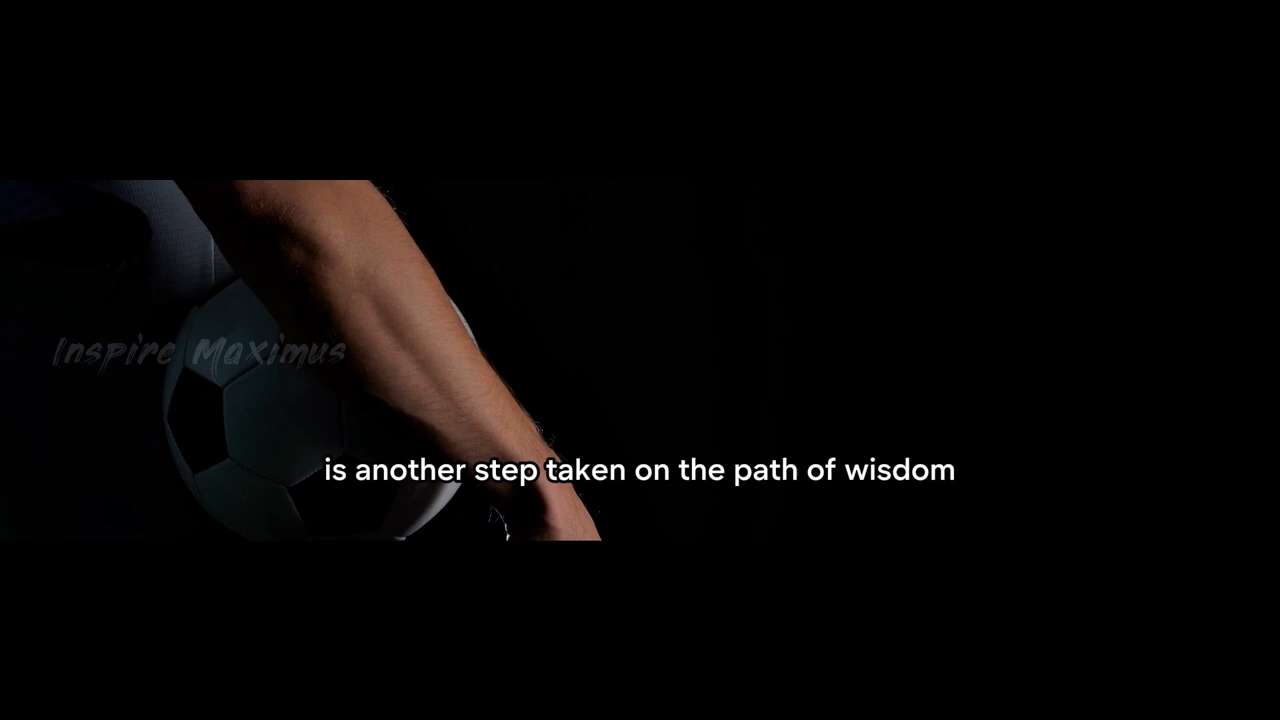 Inspire Maximus
is another step taken on the path of wisdom